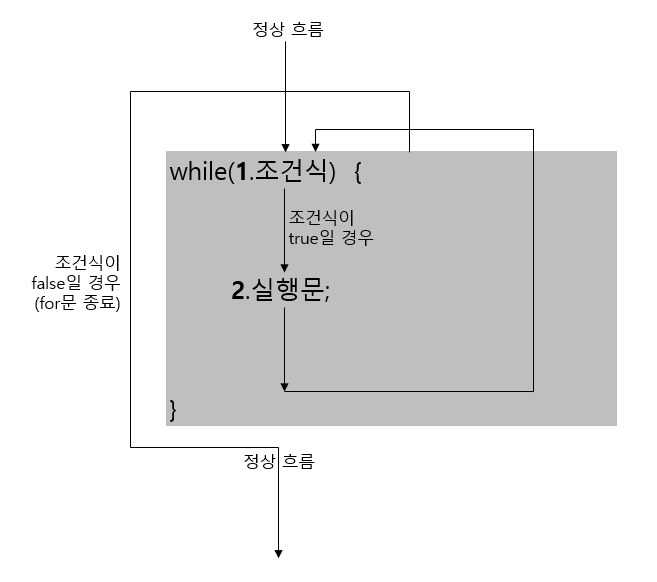 정상 흐름
while(1.조건식) {
조건식이
true일 경우
조건식이
false일 경우
(for문 종료)
2.실행문;
}
정상 흐름